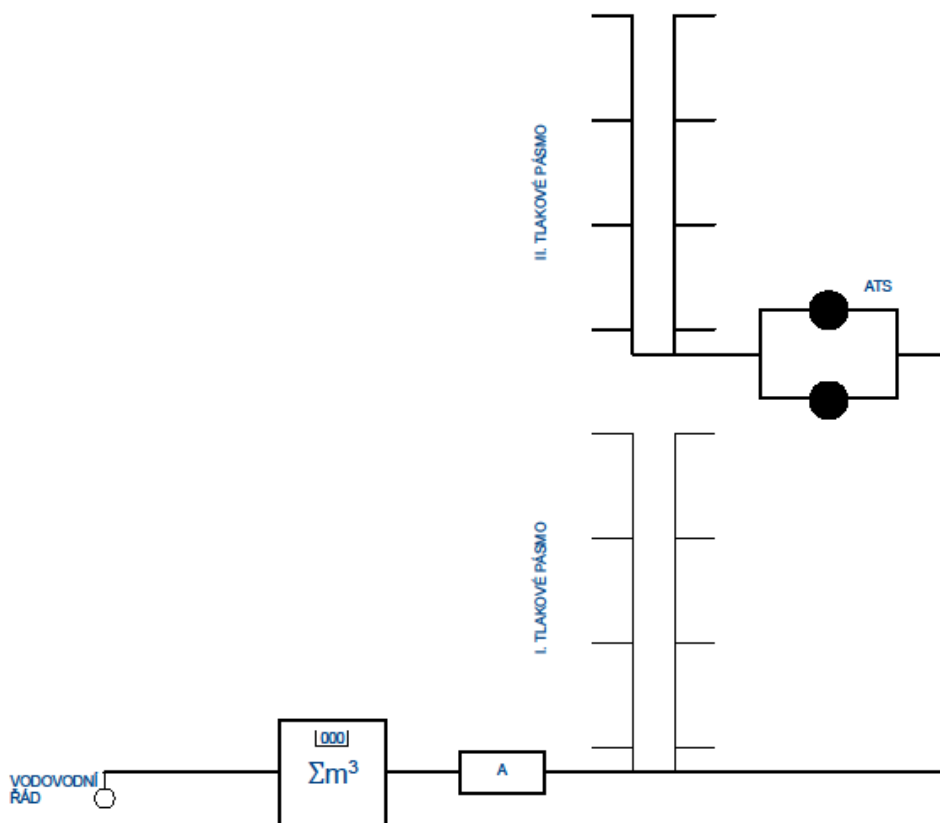 II. TLAKOVÉ PÁSMO
ATS
I. TLAKOVÉ PÁSMO
000
Σm³
A
VODOVODNÍ
ŘÁD